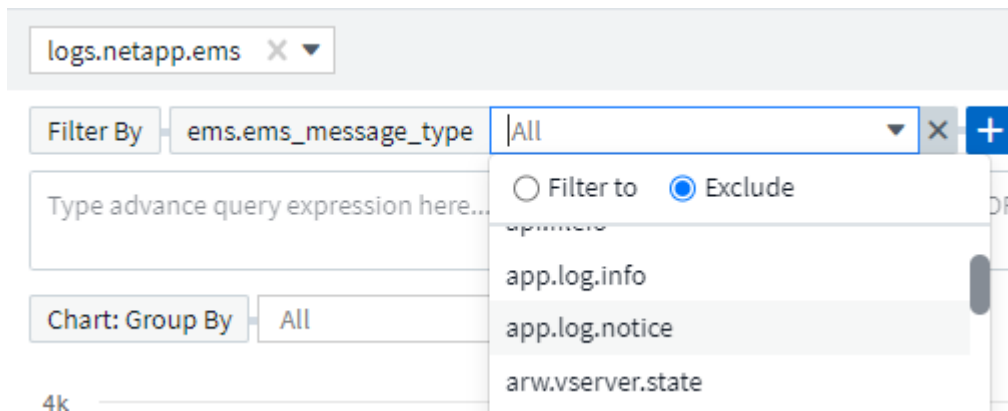 logs.netapp.ems
Filter By ems.ems_message_type All
Filter to Exclude
Type advance query expression here...
app.log.info
Chart: Group By All
app.log.notice
arw.vserver.state
4k